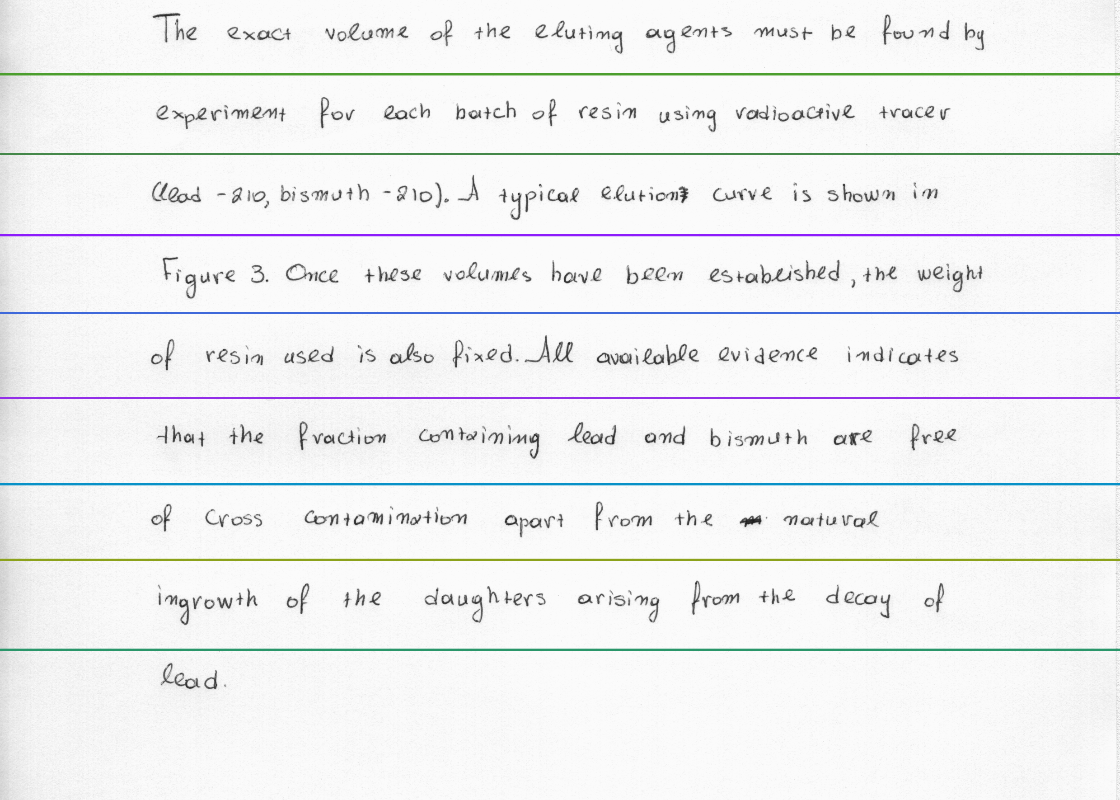 The exact volume of the eluting agents must be found by
experiment for each batch of resin using radioactive tracer
(lead -210, bismuth -210). A typical elution curve is shown in
Figure 3. Once these volumes have been established, the weight
of resin used is also fixed. All available evidence indicates
that the fraction containing lead and bismuth are free
of cross contamination apart from the natural
ingrowth of the daughters arising from the decay of
lead.